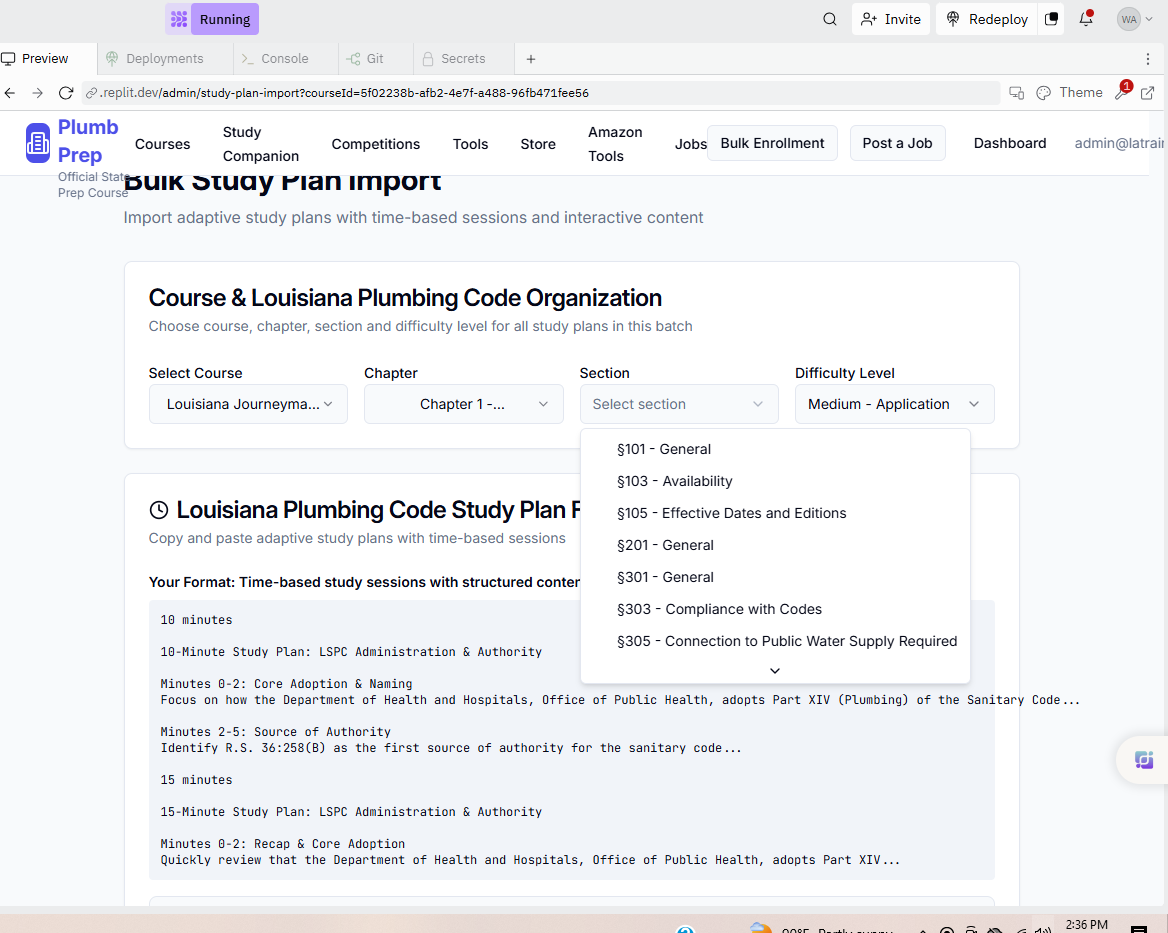 Running
Invite
Redeploy
WA
Preview
Deployments
Console
Git
Secrets
.replit.dev/admin/study-plan-import?courseId=5f02238b-afb2-4e7f-a488-96fb471fee56
Theme
1
Plumb Prep
Official State Prep Course
Courses
Study Companion
Competitions
Tools
Store
Amazon Tools
Jobs
Bulk Enrollment
Post a Job
Dashboard
admin@latrai
Bulk Study Plan Import
Import adaptive study plans with time-based sessions and interactive content
Course & Louisiana Plumbing Code Organization
Choose course, chapter, section and difficulty level for all study plans in this batch
Select Course
Chapter
Section
Difficulty Level
Louisiana Journeyma...
Chapter 1 -...
Select section
Medium - Application
§101 - General
§103 - Availability
§105 - Effective Dates and Editions
§201 - General
§301 - General
§303 - Compliance with Codes
§305 - Connection to Public Water Supply Required
Louisiana Plumbing Code Study Plan F
Copy and paste adaptive study plans with time-based sessions
Your Format: Time-based study sessions with structured conten
10 minutes
10-Minute Study Plan: LSPC Administration & Authority
Minutes 0-2: Core Adoption & Naming
Focus on how the Department of Health and Hospitals, Office of Public Health, adopts Part XIV (Plumbing) of the Sanitary Code...
Minutes 2-5: Source of Authority
Identify R.S. 36:258(B) as the first source of authority for the sanitary code...
15 minutes
15-Minute Study Plan: LSPC Administration & Authority
Minutes 0-2: Recap & Core Adoption
Quickly review that the Department of Health and Hospitals, Office of Public Health, adopts Part XIV...
90°F Partly sunny
2:36 PM